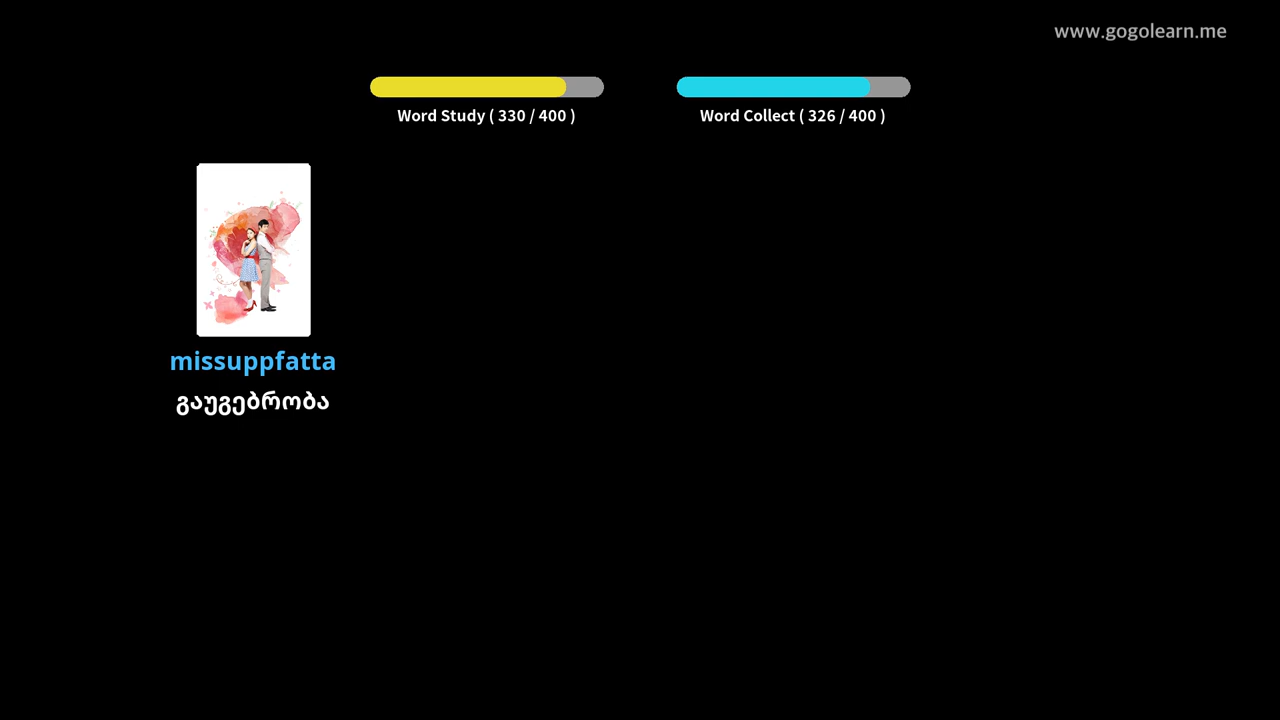 www.gogolearn.me
Word Study ( 330 / 400 )
Word Collect ( 326 / 400 )
missuppfatta
გაუგებრობა